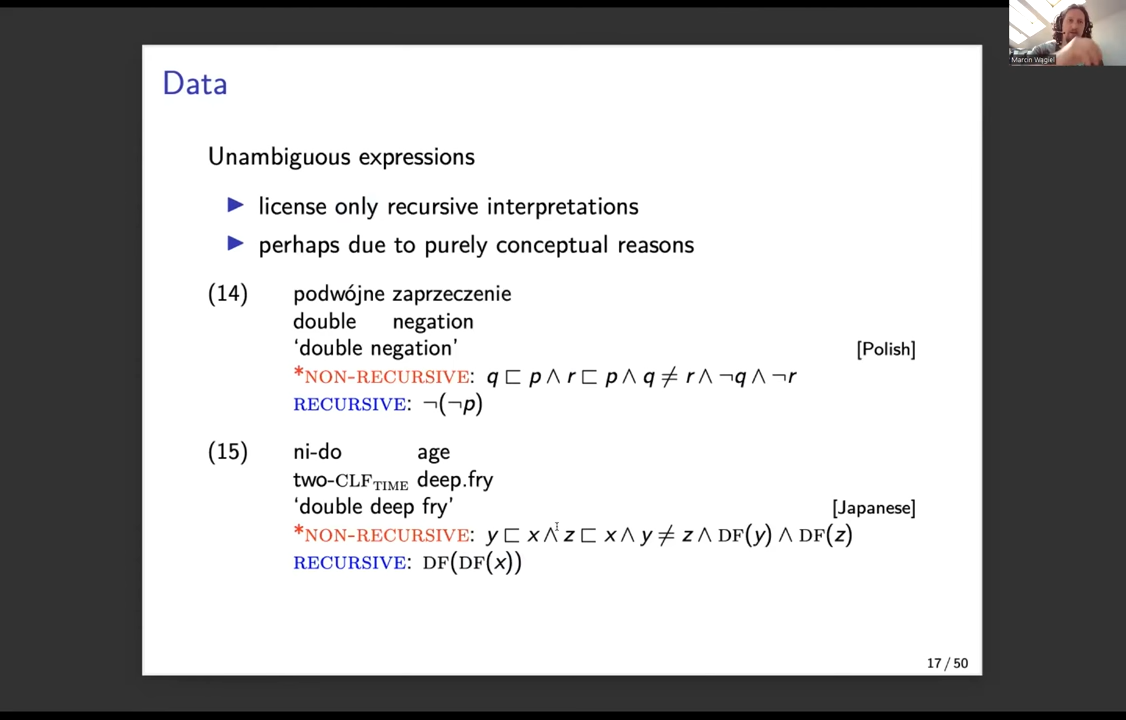 Marcin Wągiel
Data
Unambiguous expressions
▶ license only recursive interpretations
▶ perhaps due to purely conceptual reasons
(14) podwójne zaprzeczenie
double negation
‘double negation’ [Polish]
*NON-RECURSIVE: q ⊏ p ∧ r ⊏ p ∧ q ≠ r ∧ ¬q ∧ ¬r
RECURSIVE: ¬(¬p)
(15) ni-do age
two-CLF_TIME deep.fry
‘double deep fry’ [Japanese]
*NON-RECURSIVE: y ⊏ x ∧ z ⊏ x ∧ y ≠ z ∧ DF(y) ∧ DF(z)
RECURSIVE: DF(DF(x))
17 / 50